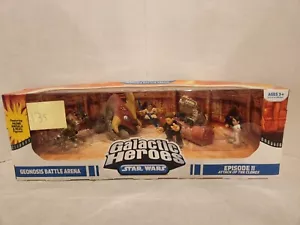 AGES 3+
Galactic
Heroes
STAR WARS
GEONOSIS BATTLE ARENA
EPISODE II
ATTACK OF THE CLONES